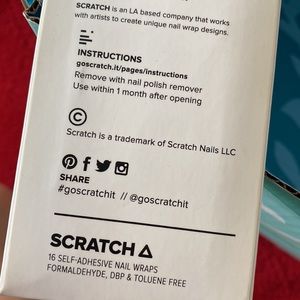 SCRATCH is an LA based company that works
with artists to create unique nail wrap designs.
INSTRUCTIONS
goscratch.it/pages/instructions
Remove with nail polish remover
Use within 1 month after opening
©
Scratch is a trademark of Scratch Nails LLC
SHARE
#goscratchit // @goscratchit
SCRATCH
16 SELF-ADHESIVE NAIL WRAPS
FORMALDEHYDE, DBP & TOLUENE FREE